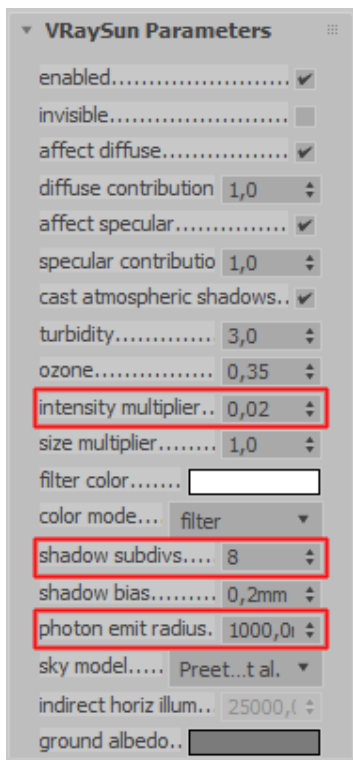 VRaySun Parameters
enabled........................
invisible.......................
affect diffuse.................
diffuse contribution 1,0
affect specular...............
specular contributio 1,0
cast atmospheric shadows..
turbidity............. 3,0
ozone................ 0,35
intensity multiplier.. 0,02
size multiplier........ 1,0
filter color.......
color mode.... filter
shadow subdivs..... 8
shadow bias......... 0,2mm
photon emit radius. 1000,0
sky model..... Preet...t al.
indirect horiz illum.. 25000,(
ground albedo..